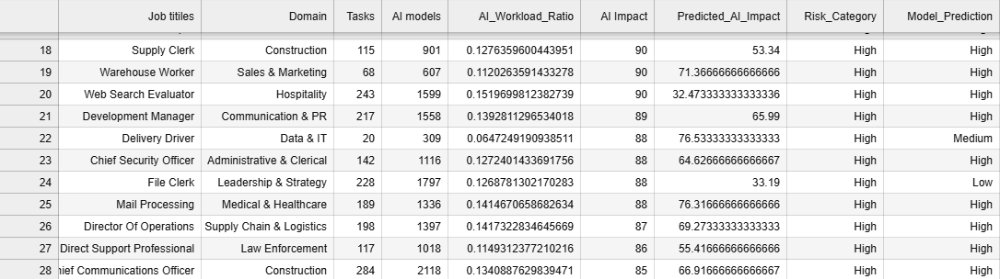 Job titiles Domain Tasks AI models AI_Workload_Ratio AI Impact Predicted_AI_Impact Risk_Category Model_Prediction
18 Supply Clerk Construction 115 901 0.1276359600443951 90 53.34 High High
19 Warehouse Worker Sales & Marketing 68 607 0.1120263591433278 90 71.36666666666666 High High
20 Web Search Evaluator Hospitality 243 1599 0.1519699812382739 90 32.473333333333336 High High
21 Development Manager Communication & PR 217 1558 0.1392811296534018 89 65.99 High High
22 Delivery Driver Data & IT 20 309 0.0647249190938511 88 76.53333333333333 High Medium
23 Chief Security Officer Administrative & Clerical 142 1116 0.1272401433691756 88 64.62666666666667 High High
24 File Clerk Leadership & Strategy 228 1797 0.1268781302170283 88 33.19 High Low
25 Mail Processing Medical & Healthcare 189 1336 0.1414670658682634 88 76.31666666666666 High High
26 Director Of Operations Supply Chain & Logistics 198 1397 0.1417322834645669 87 69.27333333333333 High High
27 Direct Support Professional Law Enforcement 117 1018 0.1149312377210216 86 55.41666666666666 High High
28 hief Communications Officer Construction 284 2118 0.1340887629839471 85 66.91666666666667 High High